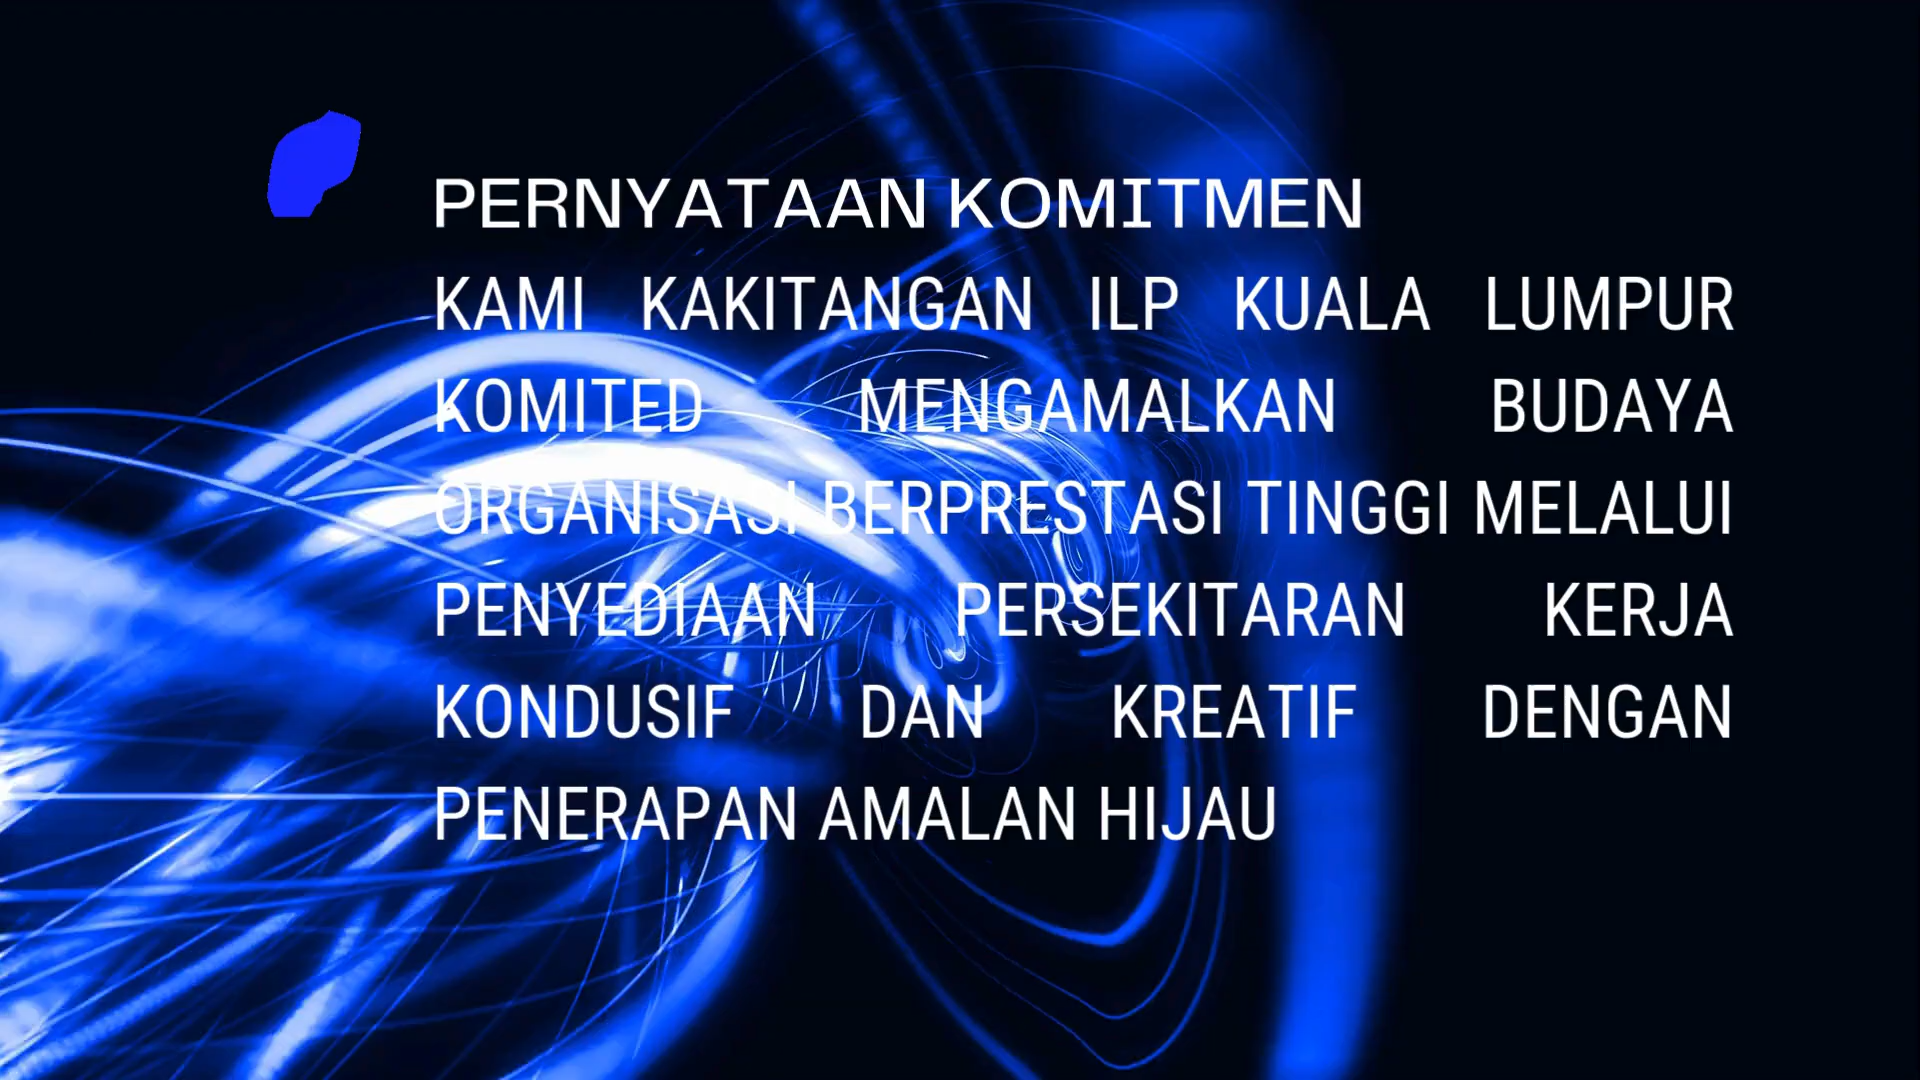 PERNYATAAN KOMITMEN
KAMI KAKITANGAN ILP KUALA LUMPUR
KOMITED MENGAMALKAN BUDAYA
ORGANISASI BERPRESTASI TINGGI MELALUI
PENYEDIAAN PERSEKITARAN KERJA
KONDUSIF DAN KREATIF DENGAN
PENERAPAN AMALAN HIJAU